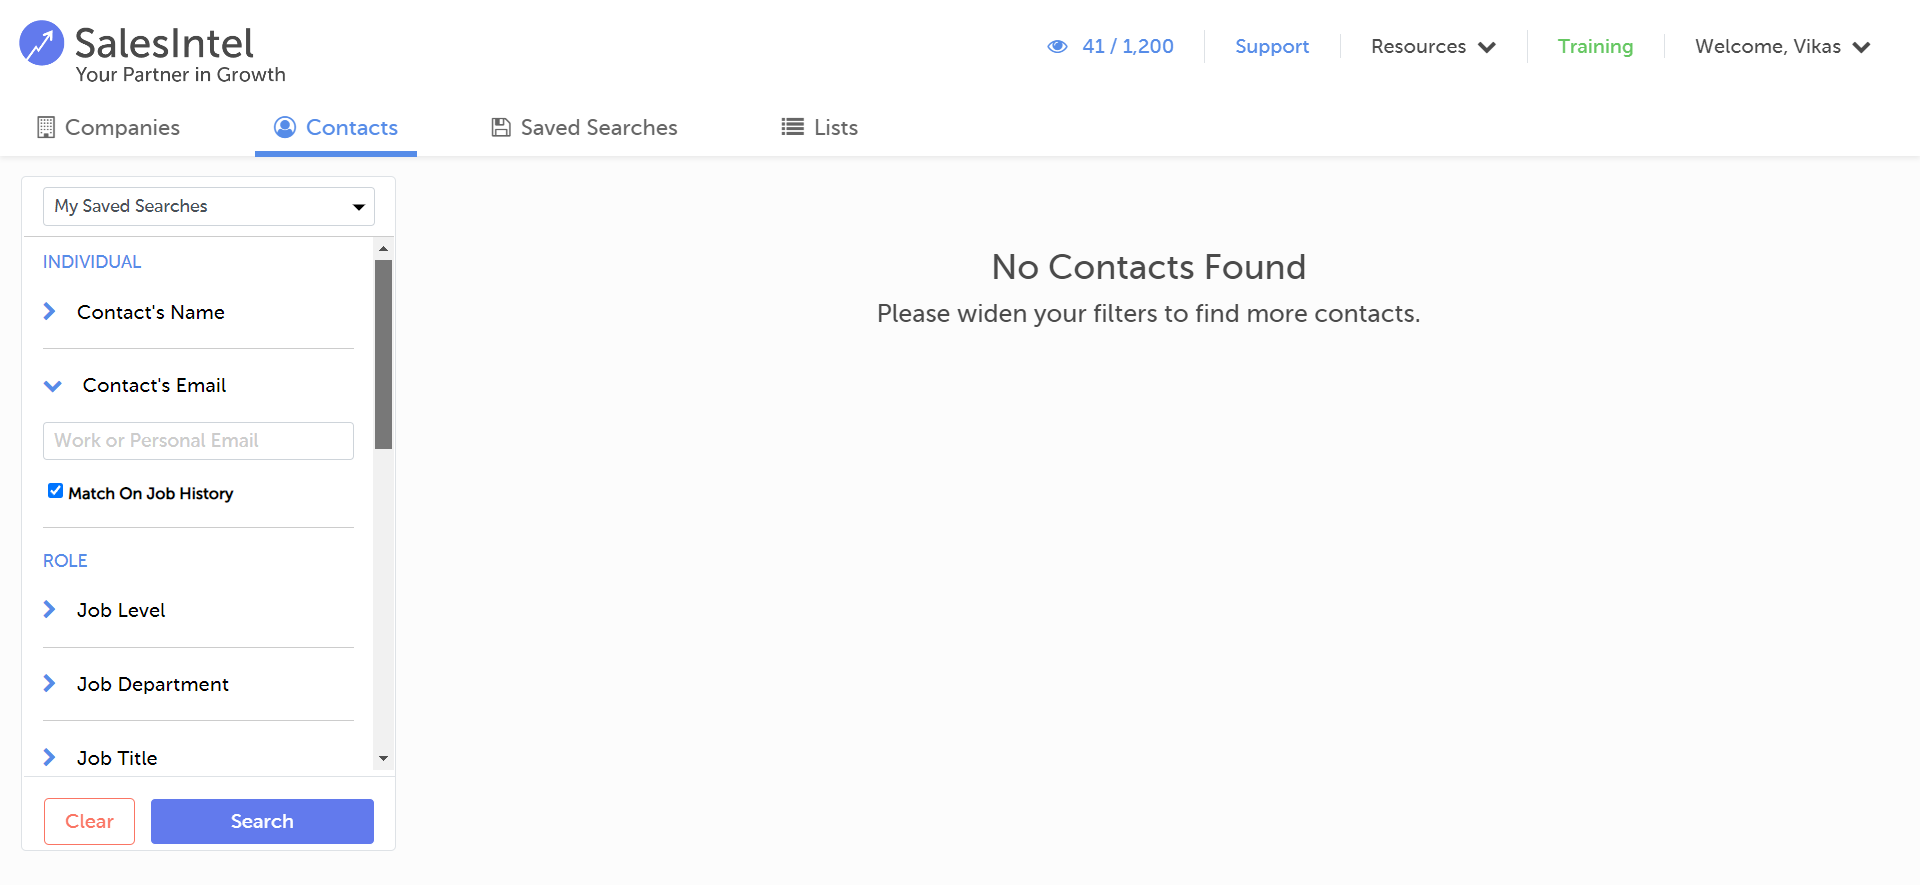 SalesIntel
Your Partner in Growth
41 / 1,200
Support
Resources
Training
Welcome, Vikas
Companies
Contacts
Saved Searches
Lists
My Saved Searches
INDIVIDUAL
Contact's Name
Contact's Email
Work or Personal Email
Match On Job History
ROLE
Job Level
Job Department
Job Title
Clear
Search
No Contacts Found
Please widen your filters to find more contacts.